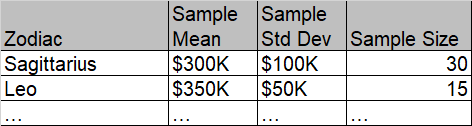 Zodiac Sample Mean Sample Std Dev Sample Size
Sagittarius $300K $100K 30
Leo $350K $50K 15
... ... ... ...